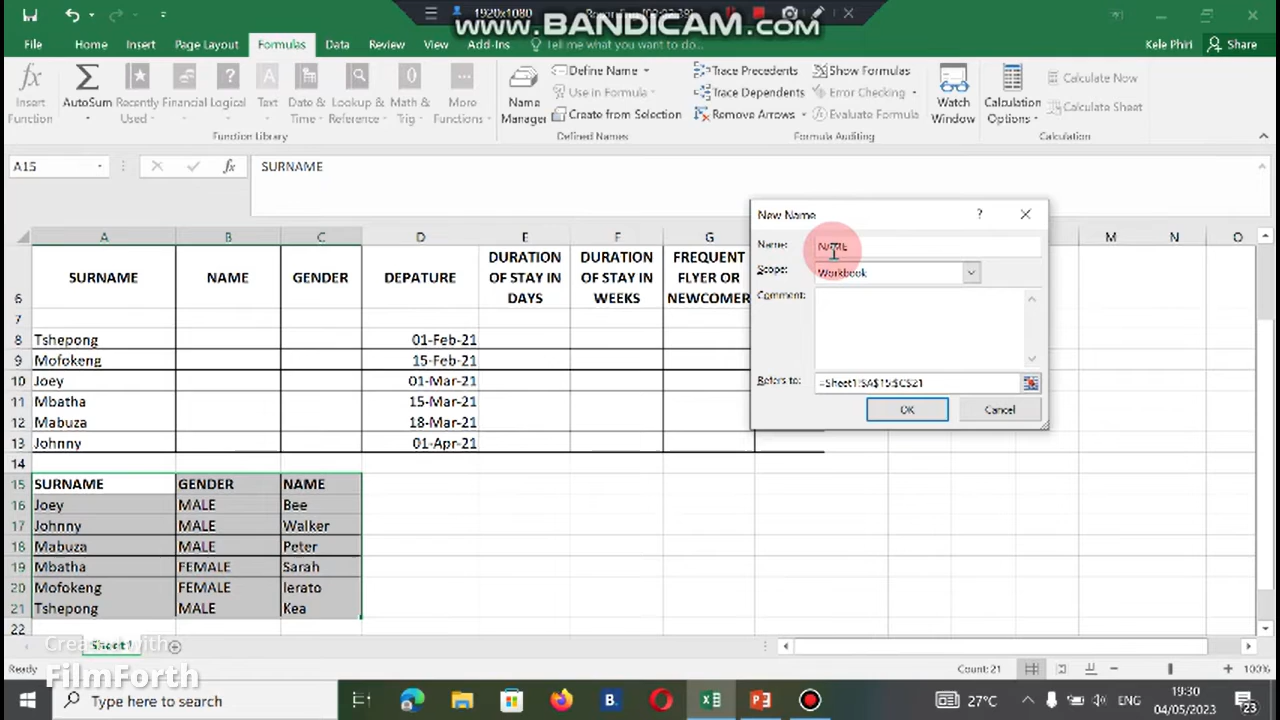 1920x1080
www.BANDICAM.com
File Home Insert Page Layout Formulas Data Review View Add-Ins Tell me what you want to do... Kele Phiri Share
Insert Function
AutoSum
Recently Used
Financial
Logical
Text
Date & Time
Lookup & Reference
Math & Trig
More Functions
Function Library
Name Manager
Define Name
Use in Formula
Create from Selection
Defined Names
Trace Precedents
Trace Dependents
Remove Arrows
Show Formulas
Error Checking
Evaluate Formula
Formula Auditing
Watch Window
Calculation Options
Calculate Now
Calculate Sheet
Calculation
A15 fx SURNAME
A B C D E F G M N O
6 SURNAME NAME GENDER DEPATURE DURATION OF STAY IN DAYS DURATION OF STAY IN WEEKS FREQUENT FLYER OR NEWCOMER
7
8 Tshepong 01-Feb-21
9 Mofokeng 15-Feb-21
10 Joey 01-Mar-21
11 Mbatha 15-Mar-21
12 Mabuza 18-Mar-21
13 Johnny 01-Apr-21
14
15 SURNAME GENDER NAME
16 Joey MALE Bee
17 Johnny MALE Walker
18 Mabuza MALE Peter
19 Mbatha FEMALE Sarah
20 Mofokeng FEMALE lerato
21 Tshepong MALE Kea
22
New Name ?
Name: NAME
Scope: Workbook
Comment:
Refers to: =Sheet1!$A$15:$C$21
OK Cancel
Sheet1
Created with
FilmForth
Ready Count: 21 100%
Type here to search
B.
27°C ENG 19:30
04/05/2023 23